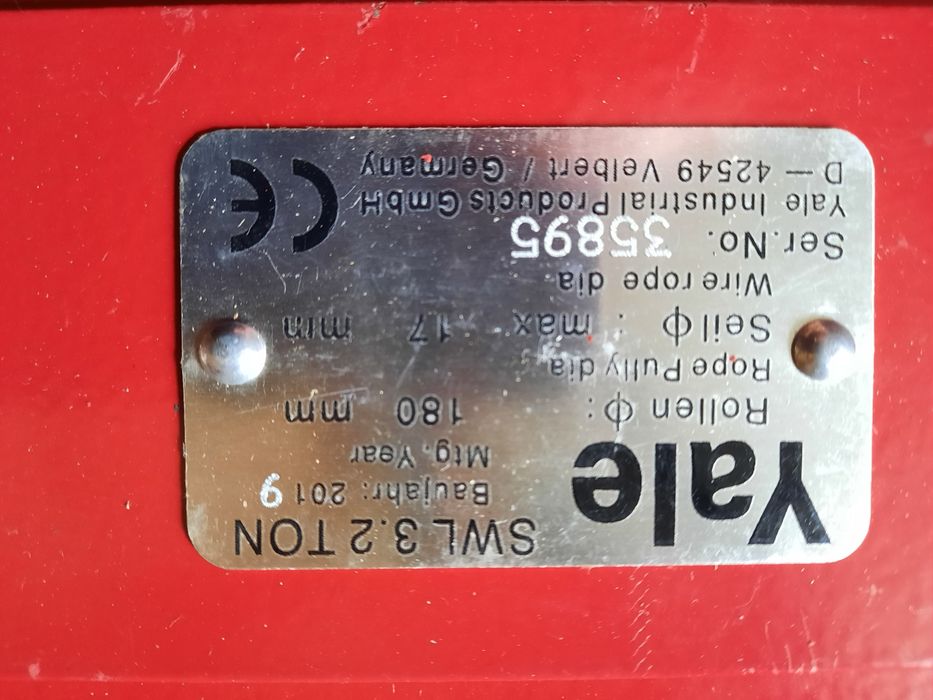 Yale SWL 3.2 TON
Baujahr: 2019
Mtg. Year
Rollen Φ: 180 mm
Rope Pully dia
Seil Φ : max. 17 mm
Wire rope dia
Ser. No. 35895
Yale Industrial Products GmbH
D — 42549 Velbert / Germany
CE